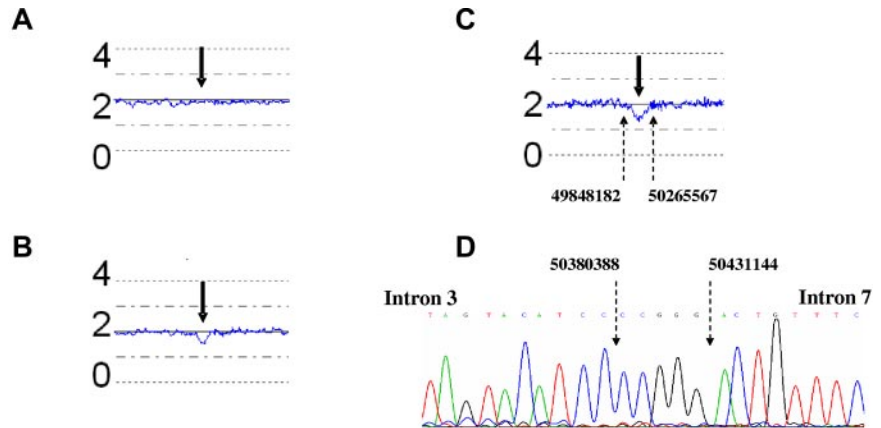 A
4
2
0
B
4
2
0
C
4
2
0
49848182 50265567
D
50380388 50431144
Intron 3 Intron 7
T A G T A C A T C C C C G G G A C T G T T T C